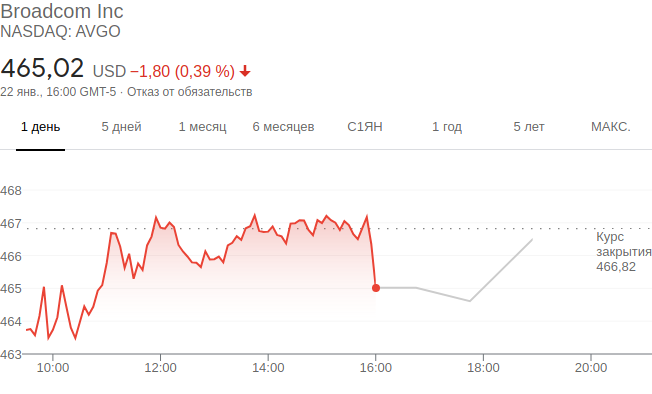 Broadcom Inc
NASDAQ: AVGO
465,02 USD −1,80 (0,39 %)
22 янв., 16:00 GMT-5 · Отказ от обязательств
1 день 5 дней 1 месяц 6 месяцев С1ЯН 1 год 5 лет МАКС.
468
467
466
465
464
463
Курс
закрытия
466,82
10:00 12:00 14:00 16:00 18:00 20:00